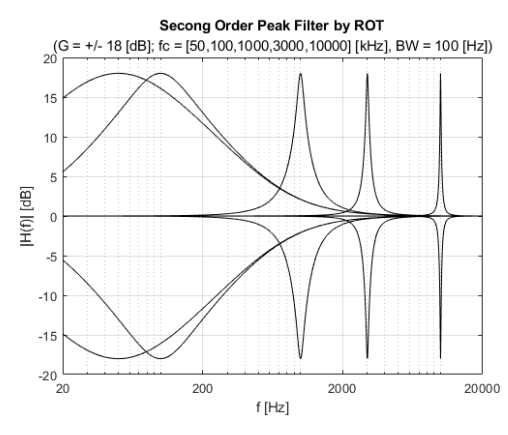 Secong Order Peak Filter by ROT
(G = +/- 18 [dB]; fc = [50,100,1000,3000,10000] [kHz], BW = 100 [Hz])
20
15
10
5
0
-5
-10
-15
-20
|H(f)| [dB]
20 200 2000 20000
f [Hz]